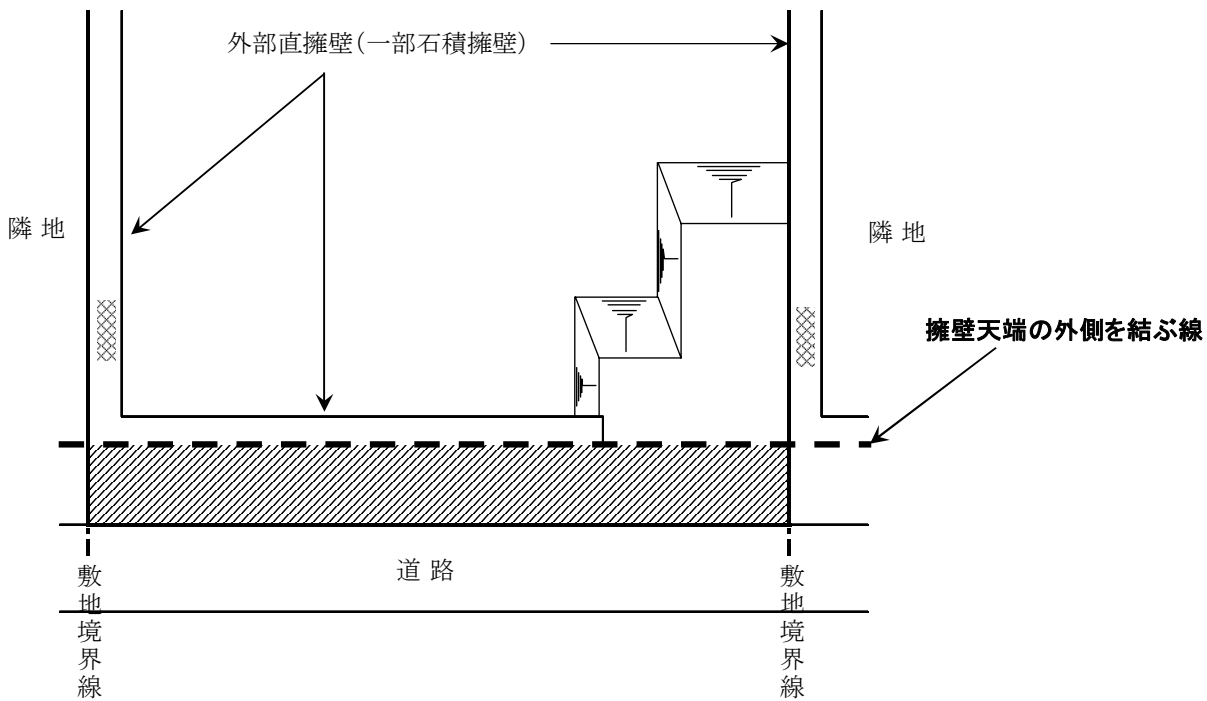 外部直擁壁(一部石積擁壁)
隣 地
隣 地
擁壁天端の外側を結ぶ線
道 路
敷地境界線
敷地境界線